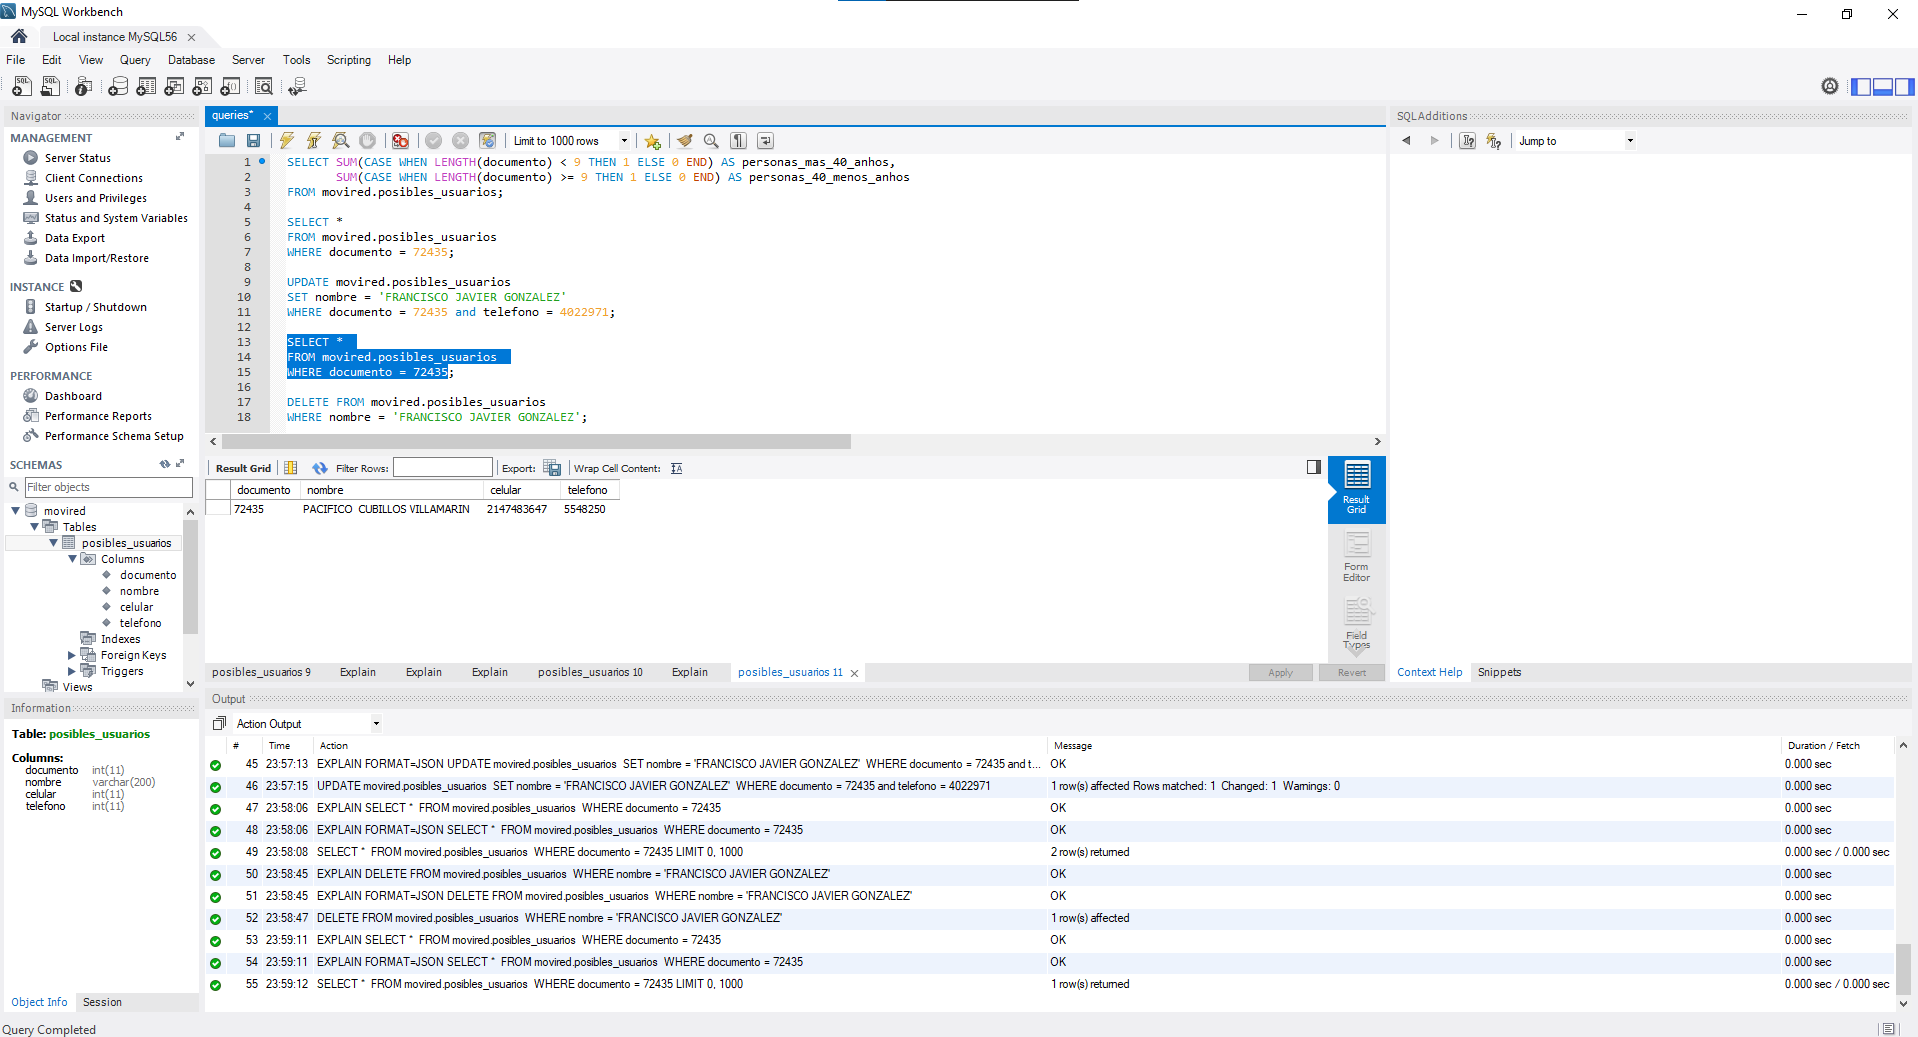 MySQL Workbench
Local instance MySQL56
File Edit View Query Database Server Tools Scripting Help
Navigator
MANAGEMENT
Server Status
Client Connections
Users and Privileges
Status and System Variables
Data Export
Data Import/Restore
INSTANCE
Startup / Shutdown
Server Logs
Options File
PERFORMANCE
Dashboard
Performance Reports
Performance Schema Setup
SCHEMAS
Filter objects
movired
Tables
posibles_usuarios
Columns
documento
nombre
celular
telefono
Indexes
Foreign Keys
Triggers
Views
Information
Table: posibles_usuarios
Columns:
documento int(11)
nombre varchar(200)
celular int(11)
telefono int(11)
Object Info Session
Query Completed
queries*
Limit to 1000 rows
1 SELECT SUM(CASE WHEN LENGTH(documento) < 9 THEN 1 ELSE 0 END) AS personas_mas_40_anhos,
2 SUM(CASE WHEN LENGTH(documento) >= 9 THEN 1 ELSE 0 END) AS personas_40_menos_anhos
3 FROM movired.posibles_usuarios;
4
5 SELECT *
6 FROM movired.posibles_usuarios
7 WHERE documento = 72435;
8
9 UPDATE movired.posibles_usuarios
10 SET nombre = 'FRANCISCO JAVIER GONZALEZ'
11 WHERE documento = 72435 and telefono = 4022971;
12
13 SELECT *
14 FROM movired.posibles_usuarios
15 WHERE documento = 72435;
16
17 DELETE FROM movired.posibles_usuarios
18 WHERE nombre = 'FRANCISCO JAVIER GONZALEZ';
Result Grid Filter Rows: Export: Wrap Cell Content:
documento nombre celular telefono
72435 PACIFICO CUBILLOS VILLAMARIN 2147483647 5548250
Result
Grid
Form
Editor
Field
Types
posibles_usuarios 9 Explain Explain Explain posibles_usuarios 10 Explain posibles_usuarios 11 Apply Revert
SQLAdditions
Jump to
Context Help Snippets
Output
Action Output
# Time Action Message Duration / Fetch
45 23:57:13 EXPLAIN FORMAT=JSON UPDATE movired.posibles_usuarios SET nombre = 'FRANCISCO JAVIER GONZALEZ' WHERE documento = 72435 and t... OK 0.000 sec
46 23:57:15 UPDATE movired.posibles_usuarios SET nombre = 'FRANCISCO JAVIER GONZALEZ' WHERE documento = 72435 and telefono = 4022971 1 row(s) affected Rows matched: 1 Changed: 1 Warnings: 0 0.000 sec
47 23:58:06 EXPLAIN SELECT * FROM movired.posibles_usuarios WHERE documento = 72435 OK 0.000 sec
48 23:58:06 EXPLAIN FORMAT=JSON SELECT * FROM movired.posibles_usuarios WHERE documento = 72435 OK 0.000 sec
49 23:58:08 SELECT * FROM movired.posibles_usuarios WHERE documento = 72435 LIMIT 0, 1000 2 row(s) returned 0.000 sec / 0.000 sec
50 23:58:45 EXPLAIN DELETE FROM movired.posibles_usuarios WHERE nombre = 'FRANCISCO JAVIER GONZALEZ' OK 0.000 sec
51 23:58:45 EXPLAIN FORMAT=JSON DELETE FROM movired.posibles_usuarios WHERE nombre = 'FRANCISCO JAVIER GONZALEZ' OK 0.000 sec
52 23:58:47 DELETE FROM movired.posibles_usuarios WHERE nombre = 'FRANCISCO JAVIER GONZALEZ' 1 row(s) affected 0.000 sec
53 23:59:11 EXPLAIN SELECT * FROM movired.posibles_usuarios WHERE documento = 72435 OK 0.000 sec
54 23:59:11 EXPLAIN FORMAT=JSON SELECT * FROM movired.posibles_usuarios WHERE documento = 72435 OK 0.000 sec
55 23:59:12 SELECT * FROM movired.posibles_usuarios WHERE documento = 72435 LIMIT 0, 1000 1 row(s) returned 0.000 sec / 0.000 sec